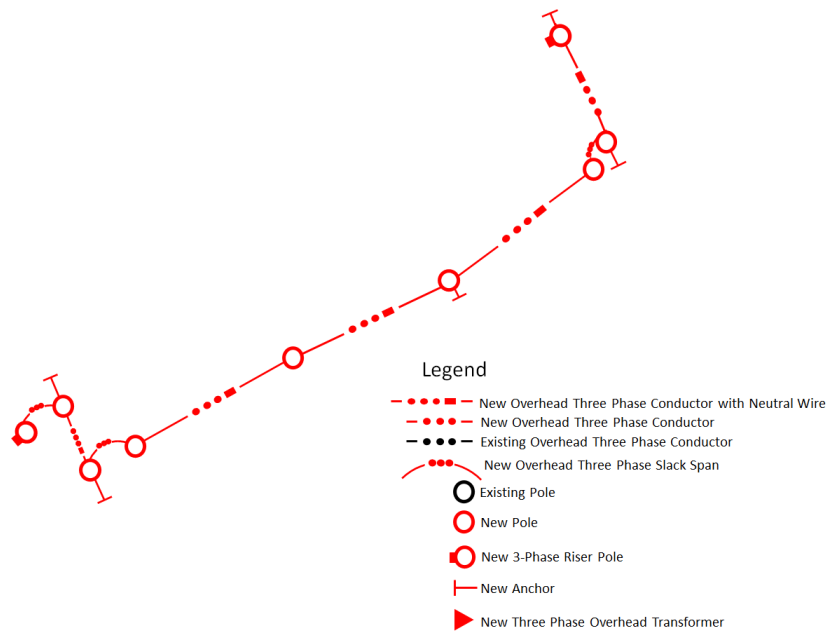 Legend
New Overhead Three Phase Conductor with Neutral Wire
New Overhead Three Phase Conductor
Existing Overhead Three Phase Conductor
New Overhead Three Phase Slack Span
Existing Pole
New Pole
New 3-Phase Riser Pole
New Anchor
New Three Phase Overhead Transformer